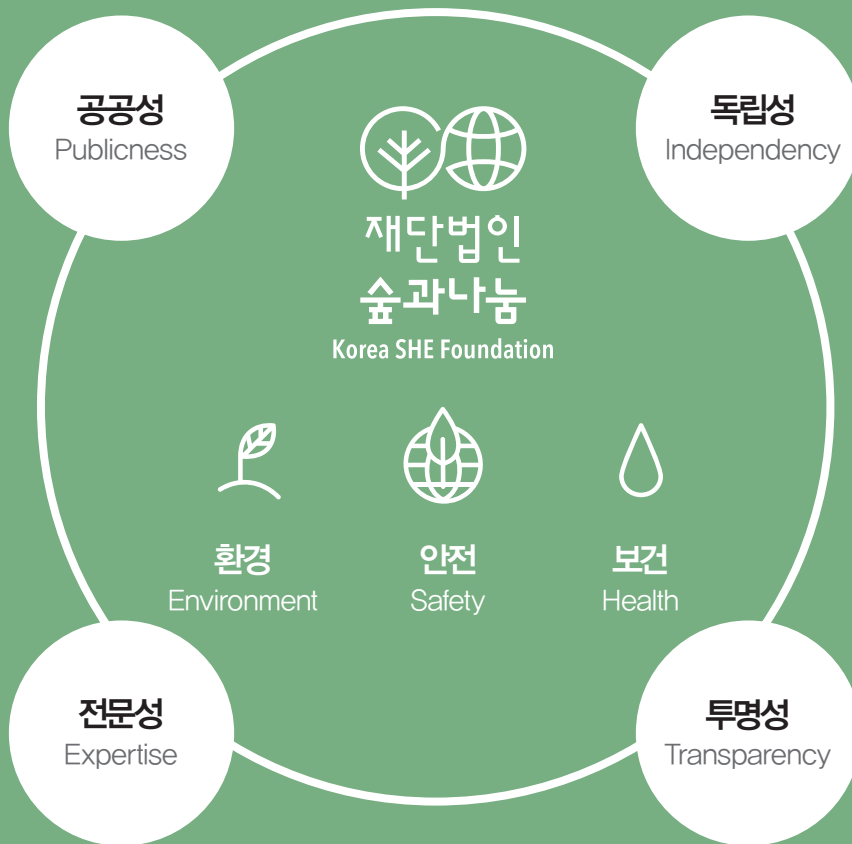 공공성
Publicness
독립성
Independency
재단법인
숲과나눔
Korea SHE Foundation
환경
Environment
안전
Safety
보건
Health
전문성
Expertise
투명성
Transparency